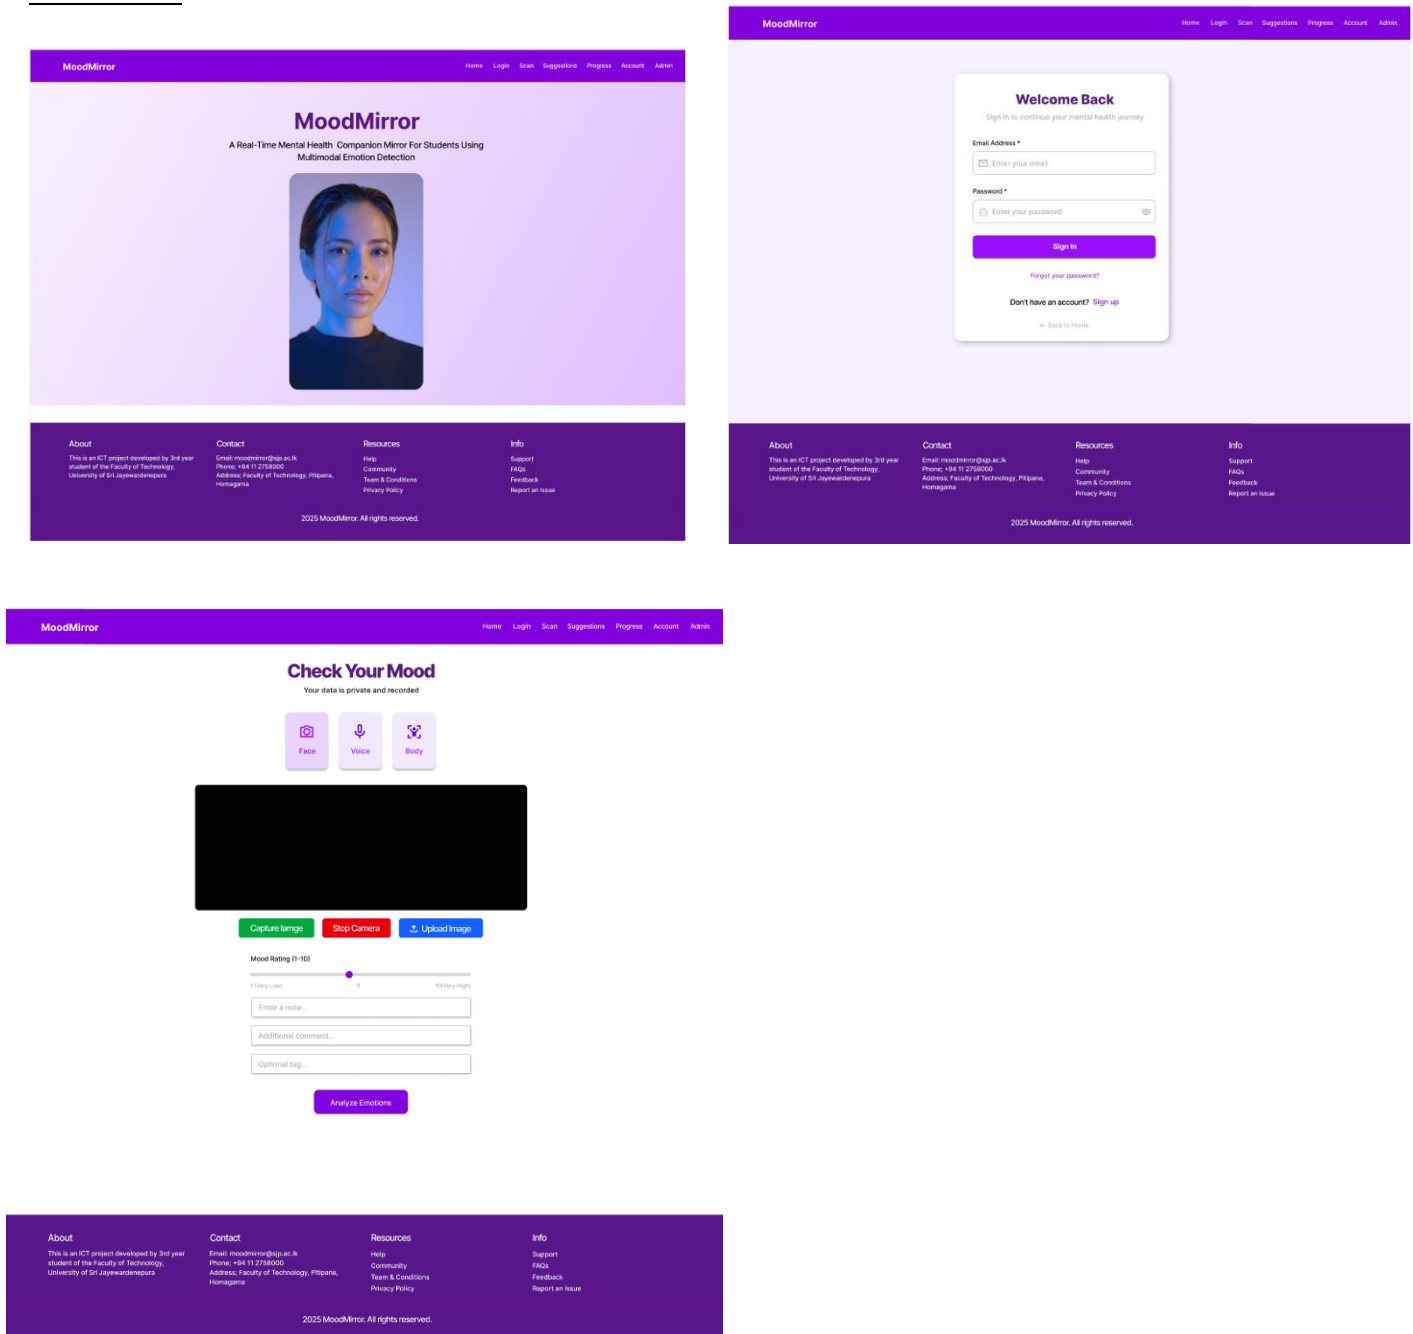 MoodMirror
Home Login Scan Suggestions Progress Account Admin
MoodMirror
A Real-Time Mental Health Companion Mirror For Students Using
Multimodal Emotion Detection
About
This is an ICT project developed by 3rd year
student of the Faculty of Technology,
University of Sri Jayewardenepura
Contact
Email: moodmirror@sjp.ac.lk
Phone; +94 11 2758000
Address; Faculty of Technology, Pitipana,
Homagama
Resources
Help
Community
Team & Conditions
Privacy Policy
Info
Support
FAQs
Feedback
Report an Issue
2025 MoodMirror. All rights reserved.
MoodMirror
Home Login Scan Suggestions Progress Account Admin
Welcome Back
Sign in to continue your mental health journey
Email Address *
Enter your email
Password *
Enter your password
Sign In
Forgot your password?
Don't have an account? Sign up
← Back to Home
About
This is an ICT project developed by 3rd year
student of the Faculty of Technology,
University of Sri Jayewardenepura
Contact
Email: moodmirror@sjp.ac.lk
Phone; +94 11 2758000
Address; Faculty of Technology, Pitipana,
Homagama
Resources
Help
Community
Team & Conditions
Privacy Policy
Info
Support
FAQs
Feedback
Report an Issue
2025 MoodMirror. All rights reserved.
MoodMirror
Home Login Scan Suggestions Progress Account Admin
Check Your Mood
Your data is private and recorded
Face Voice Body
Capture Iamge Stop Camera Upload Image
Mood Rating (1-10)
1 (Very Low) 5 10(Very High)
Enter a note...
Additional comment...
Optional tag...
Analyze Emotions
About
This is an ICT project developed by 3rd year
student of the Faculty of Technology,
University of Sri Jayewardenepura
Contact
Email: moodmirror@sjp.ac.lk
Phone; +94 11 2758000
Address; Faculty of Technology, Pitipana,
Homagama
Resources
Help
Community
Team & Conditions
Privacy Policy
Info
Support
FAQs
Feedback
Report an Issue
2025 MoodMirror. All rights reserved.